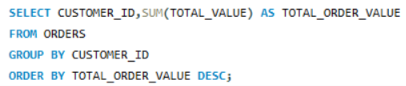 SELECT CUSTOMER_ID,SUM(TOTAL_VALUE) AS TOTAL_ORDER_VALUE
FROM ORDERS
GROUP BY CUSTOMER_ID
ORDER BY TOTAL_ORDER_VALUE DESC;